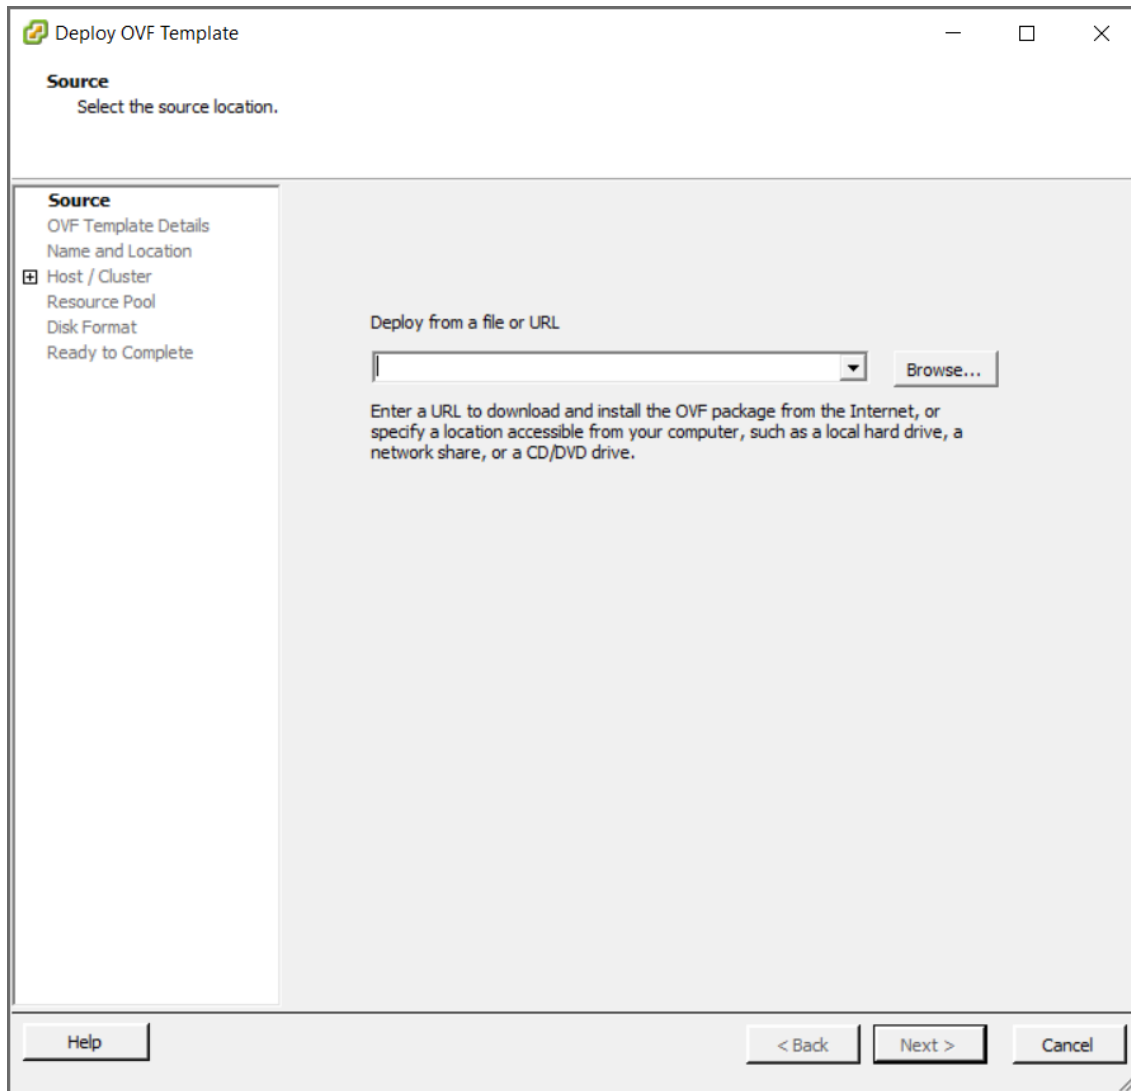 Deploy OVF Template
Source
Select the source location.
Source
OVF Template Details
Name and Location
Host / Cluster
Resource Pool
Disk Format
Ready to Complete
Deploy from a file or URL
Browse...
Enter a URL to download and install the OVF package from the Internet, or
specify a location accessible from your computer, such as a local hard drive, a
network share, or a CD/DVD drive.
Help
< Back
Next >
Cancel